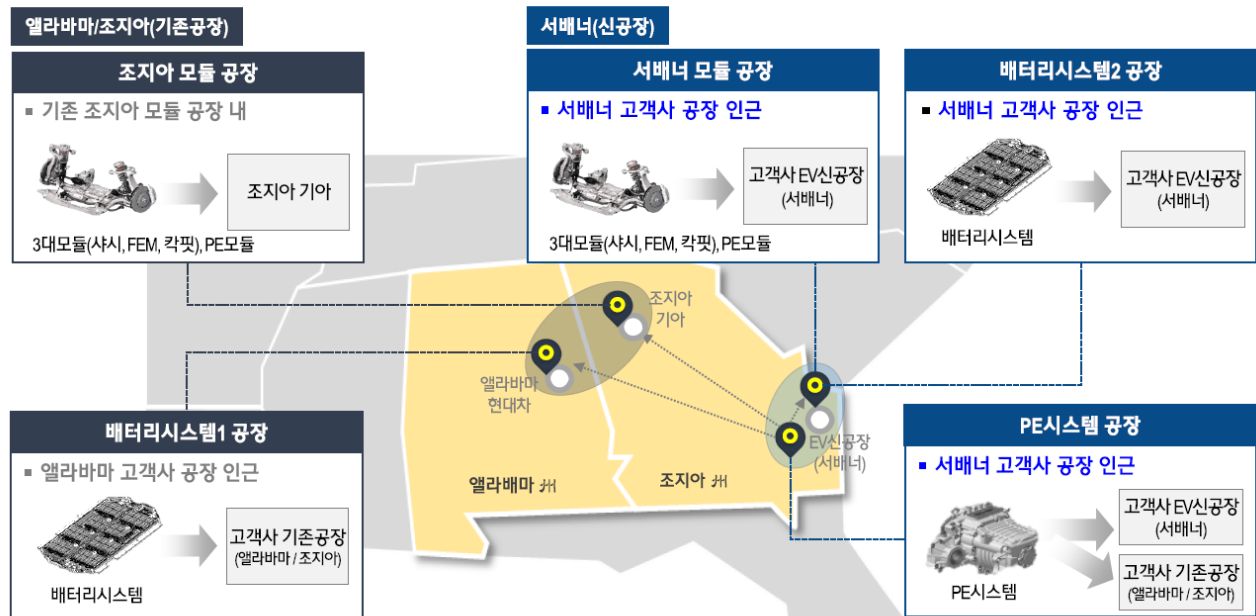 앨라바마/조지아(기존공장)
조지아 모듈 공장
▪ 기존 조지아 모듈 공장 내
조지아 기아
3대모듈(샤시, FEM, 칵핏), PE모듈
서배너(신공장)
서배너 모듈 공장
▪ 서배너 고객사 공장 인근
고객사 EV신공장
(서배너)
3대모듈(샤시, FEM, 칵핏), PE모듈
배터리시스템2 공장
▪ 서배너 고객사 공장 인근
고객사 EV신공장
(서배너)
배터리시스템
조지아
기아
앨라바마
현대차
EV신공장
(서배너)
앨라배마 州
조지아 州
배터리시스템1 공장
▪ 앨라바마 고객사 공장 인근
고객사 기존공장
(앨라바마 / 조지아)
배터리시스템
PE시스템 공장
▪ 서배너 고객사 공장 인근
고객사 EV신공장
(서배너)
고객사 기존공장
(앨라바마 / 조지아)
PE시스템